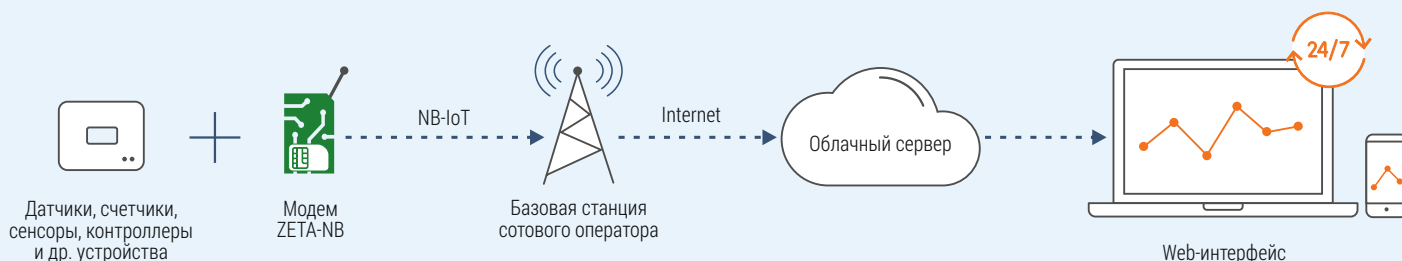 24/7
NB-IoT
Internet
Облачный сервер
Датчики, счетчики,
сенсоры, контроллеры
и др. устройства
Модем
ZETA-NB
Базовая станция
сотового оператора
Web-интерфейс